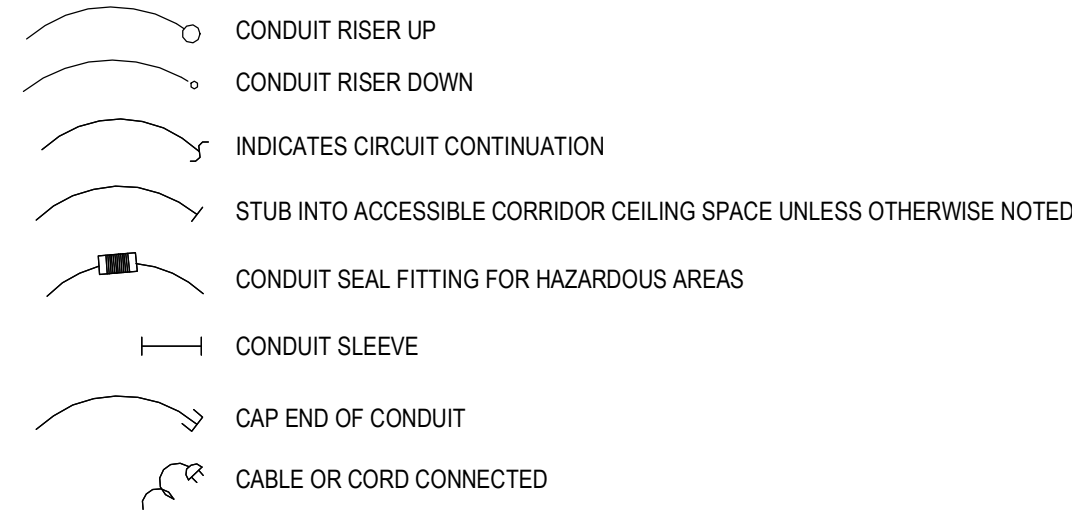 CONDUIT RISER UP
CONDUIT RISER DOWN
INDICATES CIRCUIT CONTINUATION
STUB INTO ACCESSIBLE CORRIDOR CEILING SPACE UNLESS OTHERWISE NOTED
CONDUIT SEAL FITTING FOR HAZARDOUS AREAS
CONDUIT SLEEVE
CAP END OF CONDUIT
CABLE OR CORD CONNECTED